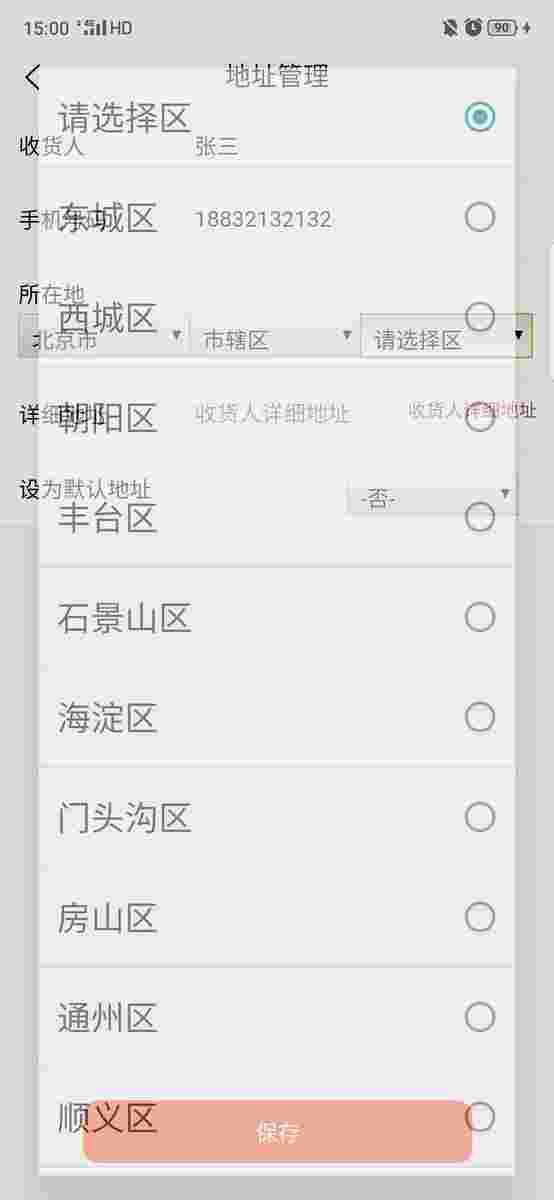 15:00 HD 90
地址管理
请选择区
收货人 张三
东城区
手机号码 18832132132
所在地
西城区
北京市 市辖区 请选择区
朝阳区
详细地址 收货人详细地址 收货人详细地址
设为默认地址 -否-
丰台区
石景山区
海淀区
门头沟区
房山区
通州区
顺义区
保存